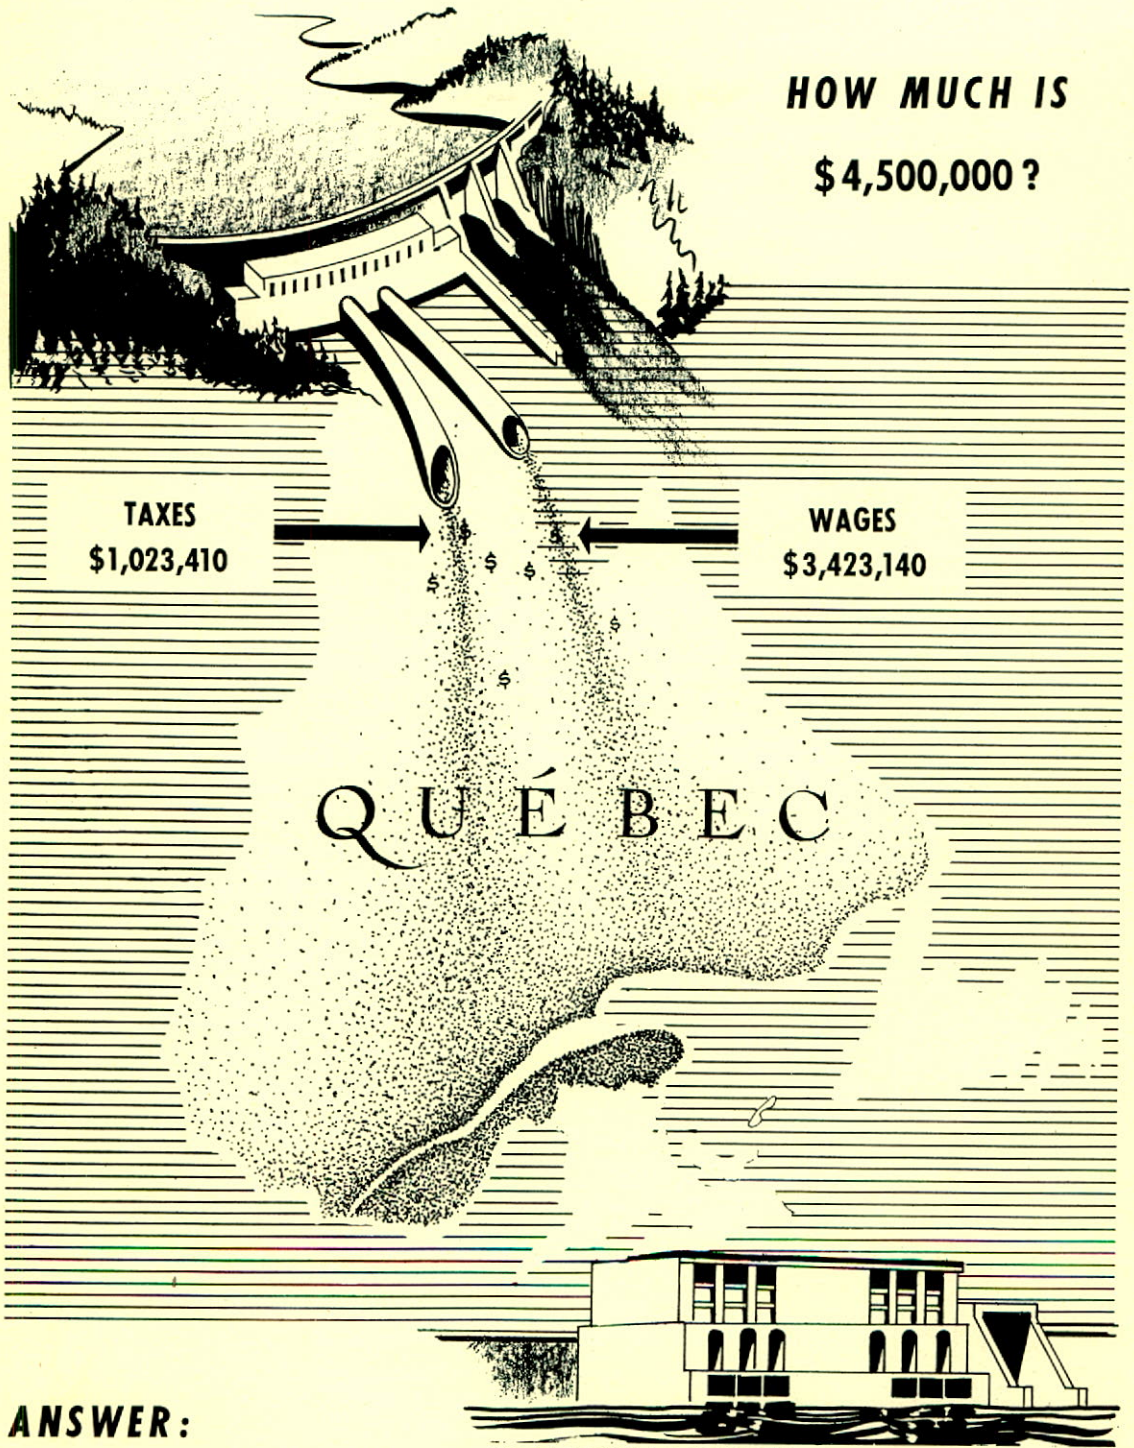 HOW MUCH IS
$4,500,000?
TAXES
$1,023,410
WAGES
$3,423,140
$
$
$
$
$
$
QUÉBEC
ANSWER: